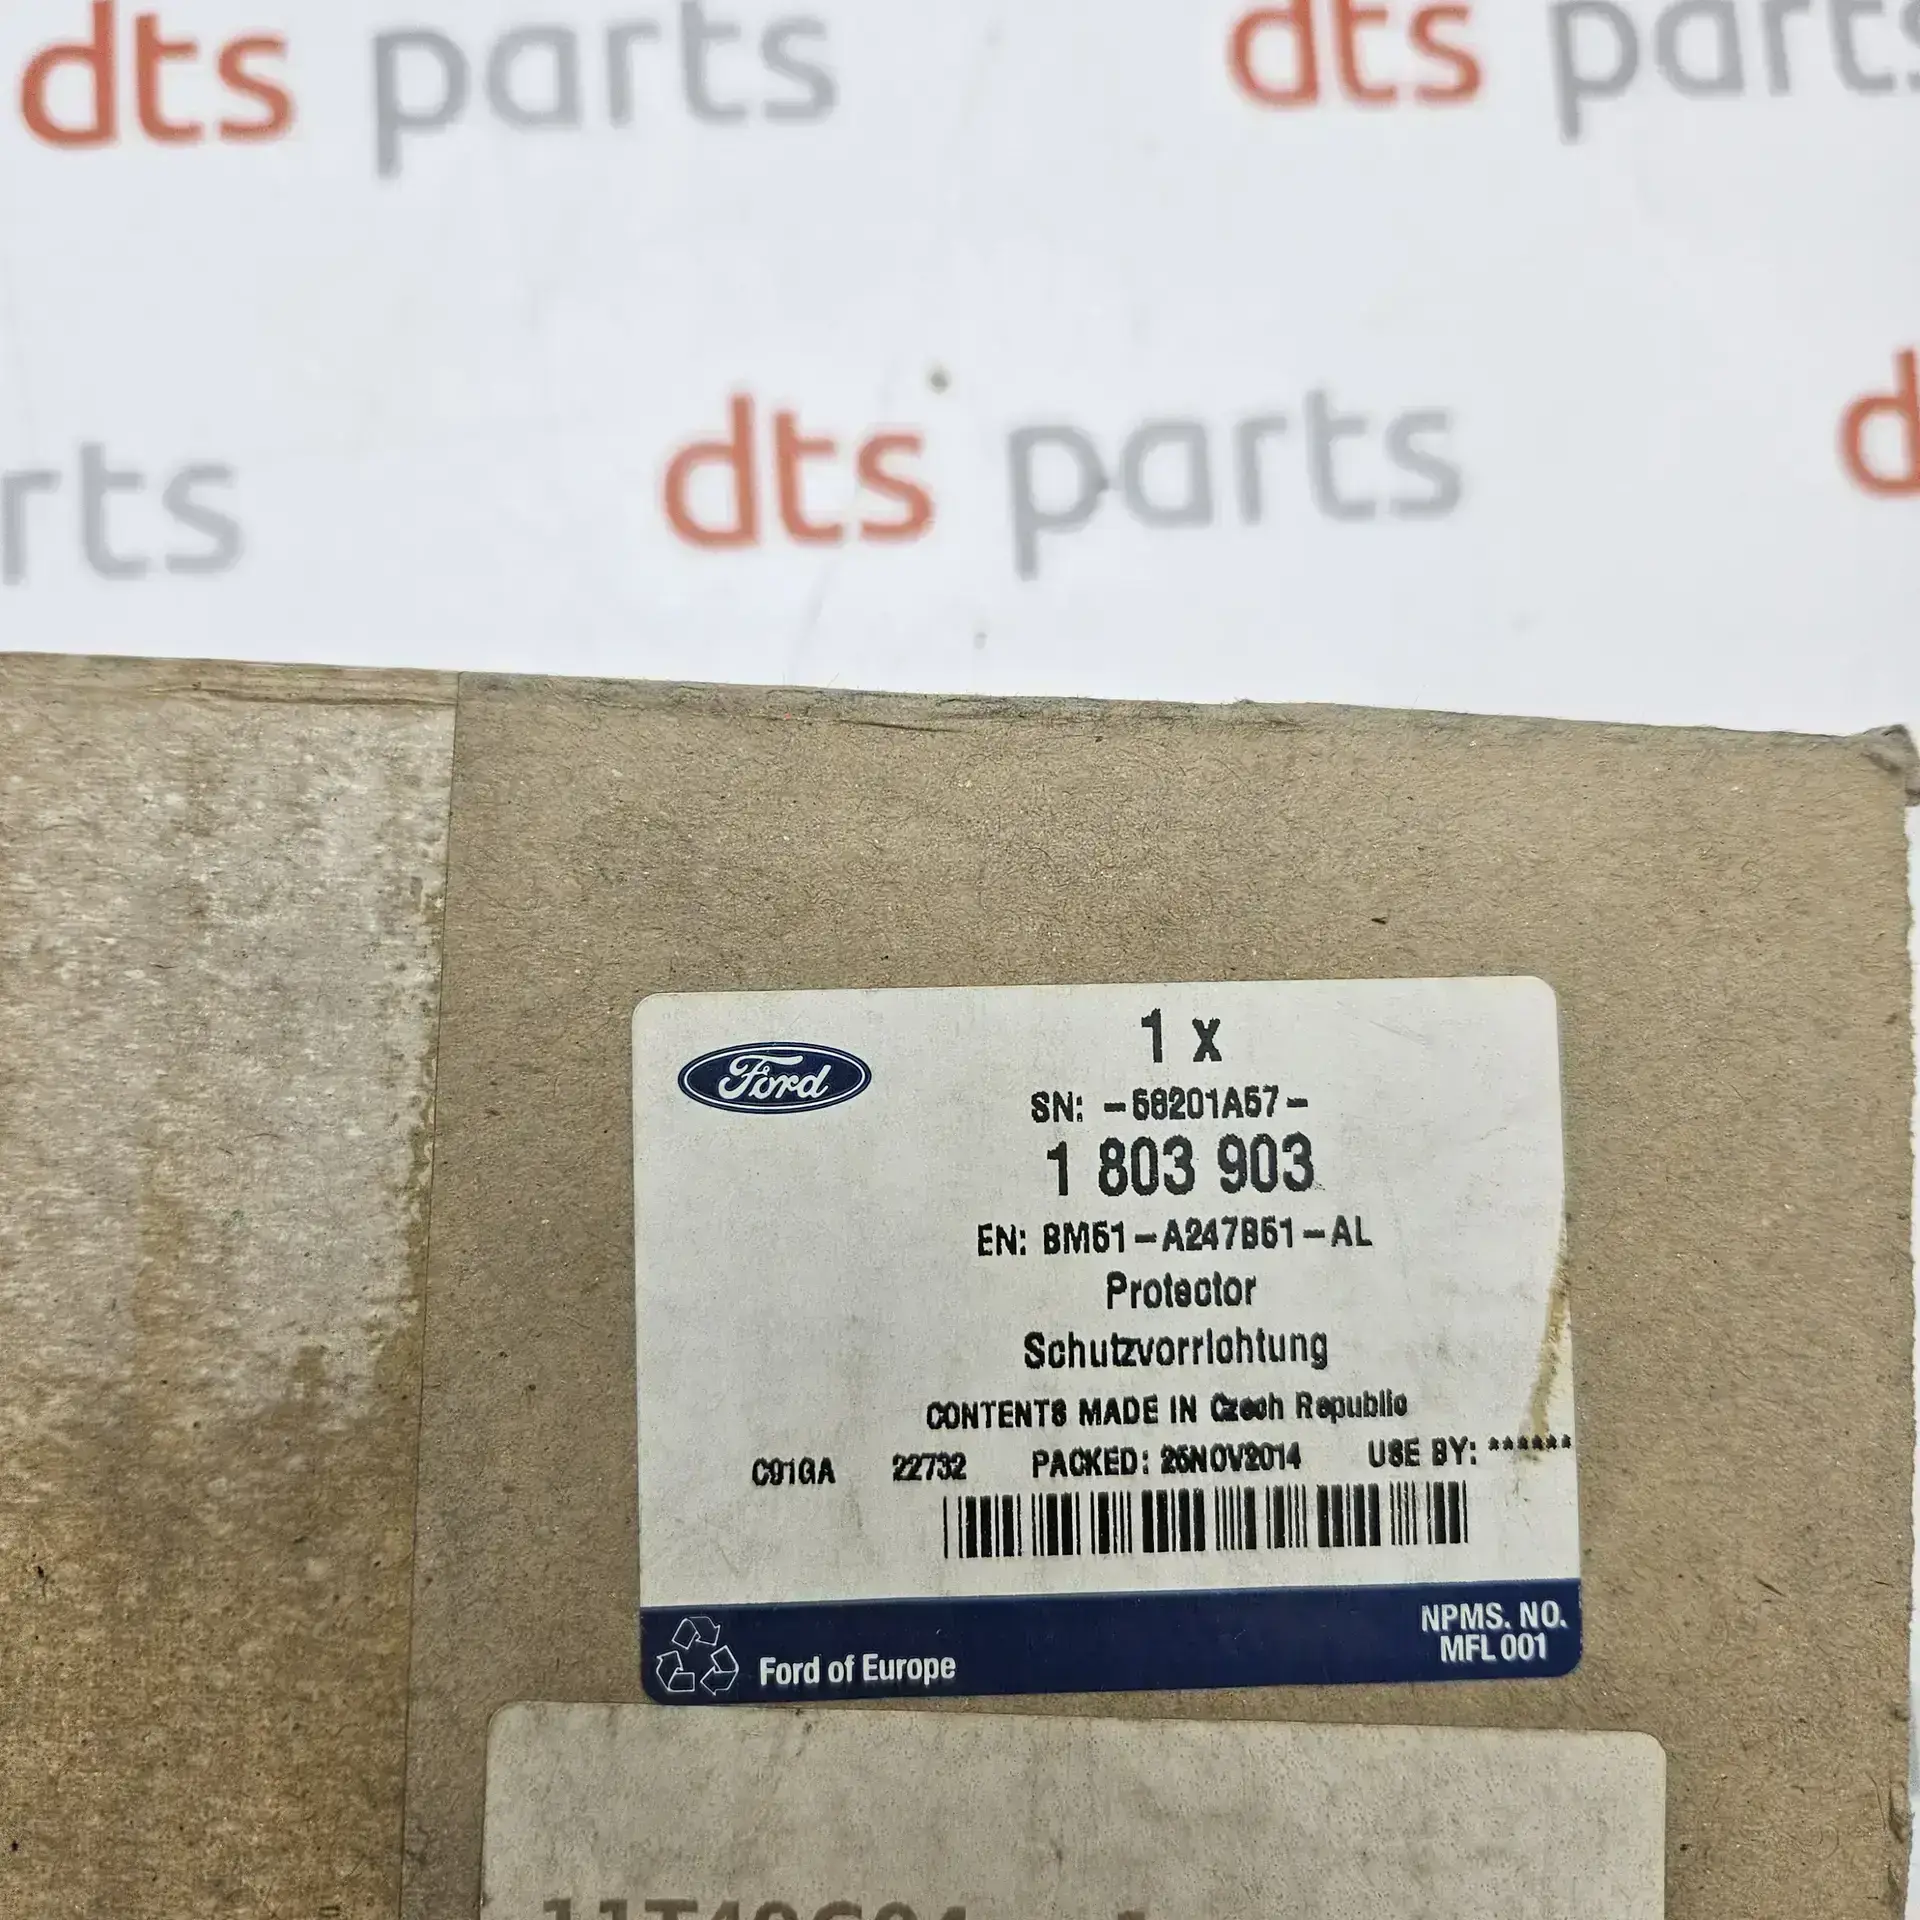 dts parts
dts parts
rts
dts parts
d
Ford
1 x
SN: -58201A57-
1 803 903
EN: BM51-A247B51-AL
Protector
Schutzvorrichtung
CONTENTS MADE IN Czech Republic
C91GA 22732 PACKED: 25NOV2014 USE BY: ******
NPMS. NO.
MFL 001
Ford of Europe